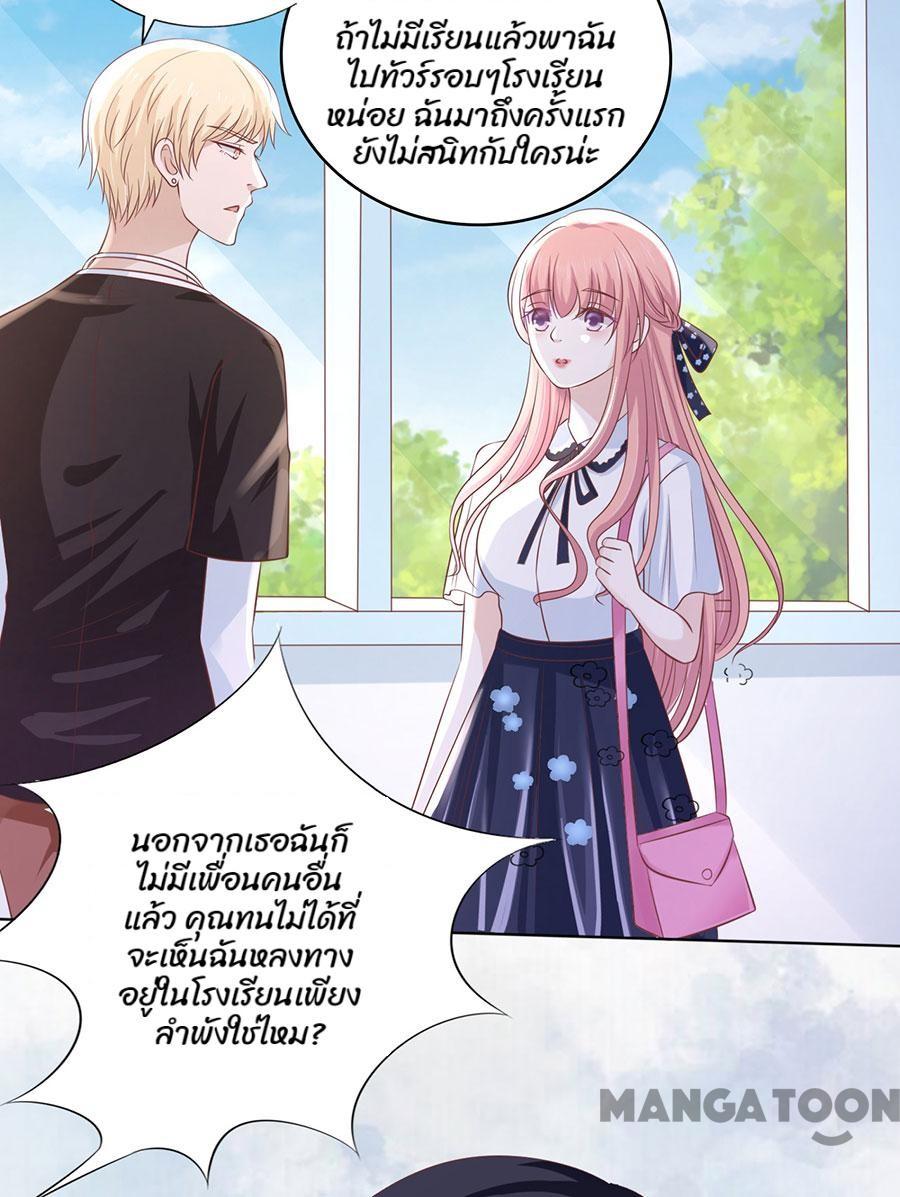 ถ้าไม่มีเรียนแล้วพาฉัน
ไปทัวร์รอบๆโรงเรียน
หน่อย ฉันมาถึงครั้งแรก
ยังไม่สนิทกับใครน่ะ
นอกจากเธอฉันก็
ไม่มีเพื่อนคนอื่น
แล้ว คุณทนไม่ได้ที่
จะเห็นฉันหลงทาง
อยู่ในโรงเรียนเพียง
ลำพังใช่ไหม?
MANGATOON